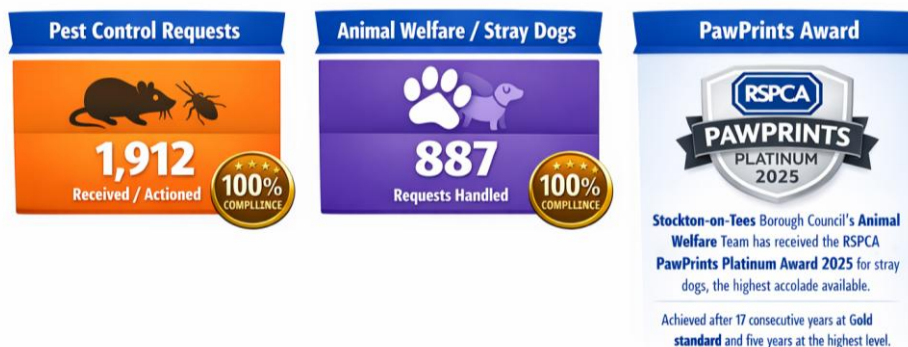 Pest Control Requests
1,912
Received / Actioned
100%
COMPLLINCE
Animal Welfare / Stray Dogs
887
Requests Handled
100%
COMPLLINCE
PawPrints Award
RSPCA
PAWPRINTS
PLATINUM
2025
Stockton-on-Tees Borough Council's Animal
Welfare Team has received the RSPCA
PawPrints Platinum Award 2025 for stray
dogs, the highest accolade available.
Achieved after 17 consecutive years at Gold
standard and five years at the highest level.